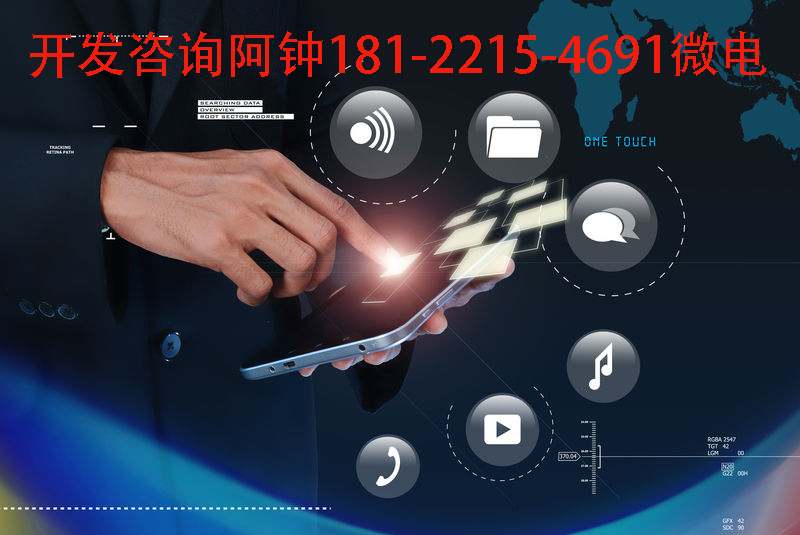 开发咨询阿钟181-2215-4691微电
SEARCHING DATA
OVERVIEW
ROOT SECTOR ADDRESS
TRACKING
RETINA PATH
ONE TOUCH
370.04
RGBA 2547
TGT 42
LGM 00
N20
G22 00H
GFX 42
SDC 90